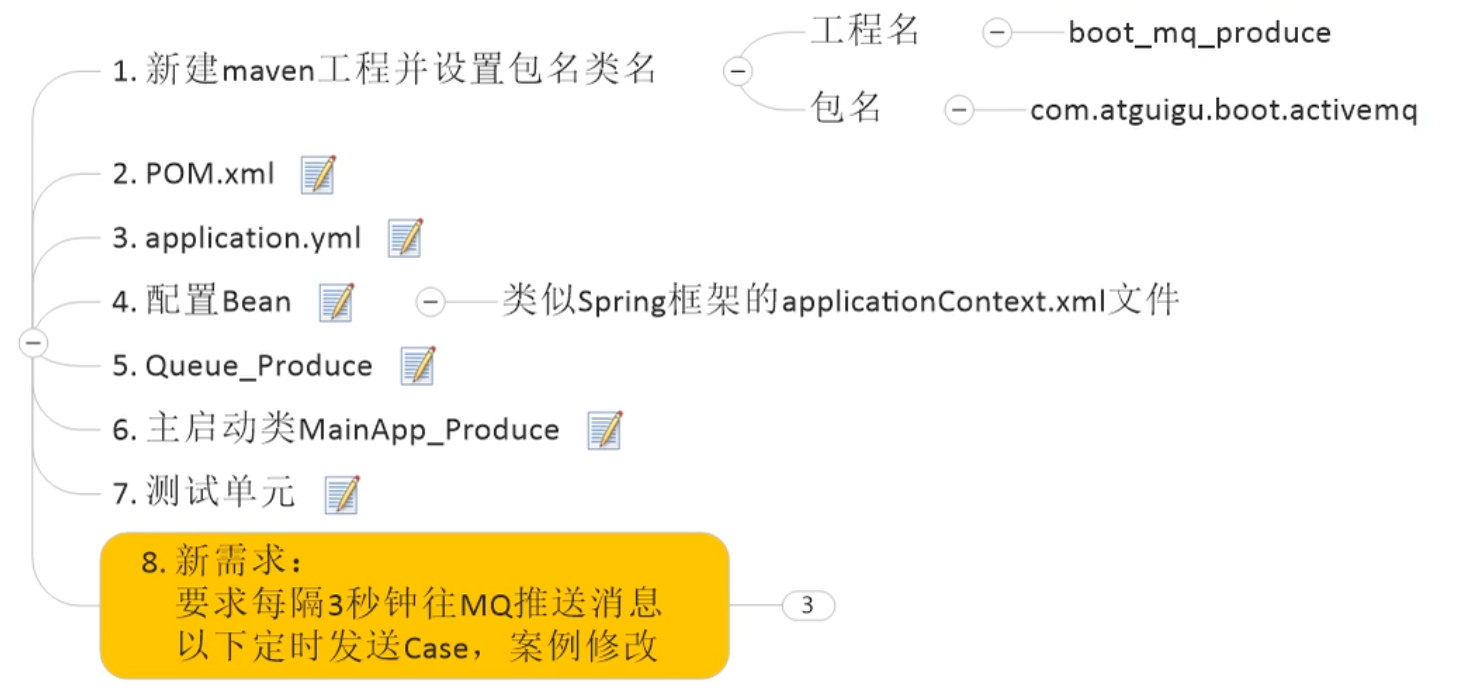 1. 新建maven工程并设置包名类名
工程名
boot_mq_produce
包名
com.atguigu.boot.activemq
2. POM.xml
3. application.yml
4. 配置Bean
类似Spring框架的applicationContext.xml文件
5. Queue_Produce
6. 主启动类MainApp_Produce
7. 测试单元
8. 新需求：
要求每隔3秒钟往MQ推送消息
以下定时发送Case，案例修改
3